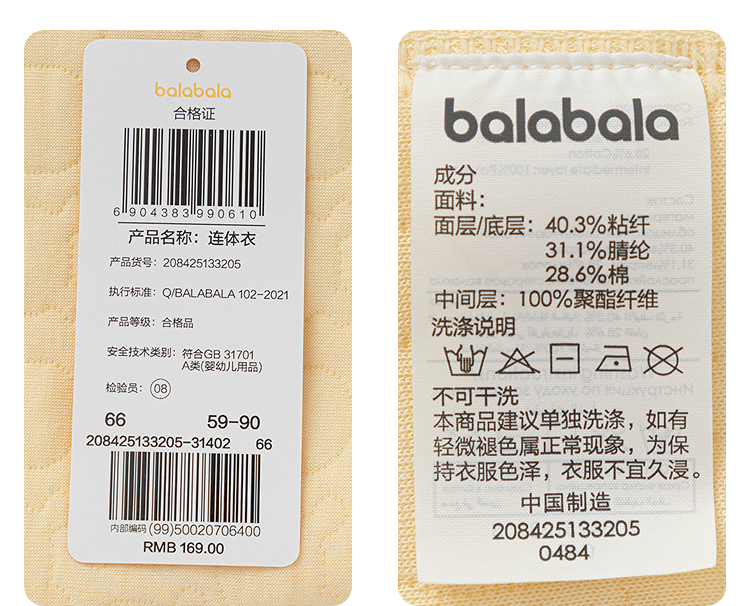 balabala
合格证
6 904383 990610
产品名称：连体衣
产品货号：208425133205
执行标准：Q/BALABALA 102-2021
产品等级：合格品
安全技术类别：符合GB 31701
A类(婴幼儿用品)
检验员：08
66 59-90
208425133205-31402 66
内部编码 (99)50020706400
RMB 169.00
balabala
成分
面料：
面层/底层：40.3%粘纤
31.1%腈纶
28.6%棉
中间层：100%聚酯纤维
洗涤说明
不可干洗
本商品建议单独洗涤，如有
轻微褪色属正常现象，为保
持衣服色泽，衣服不宜久浸。
中国制造
208425133205
0484